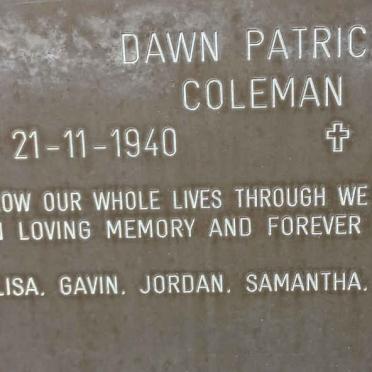 DAWN PATRIC
COLEMAN
21-11-1940 ✝
OW OUR WHOLE LIVES THROUGH WE
LOVING MEMORY AND FOREVER
LISA. GAVIN. JORDAN. SAMANTHA.